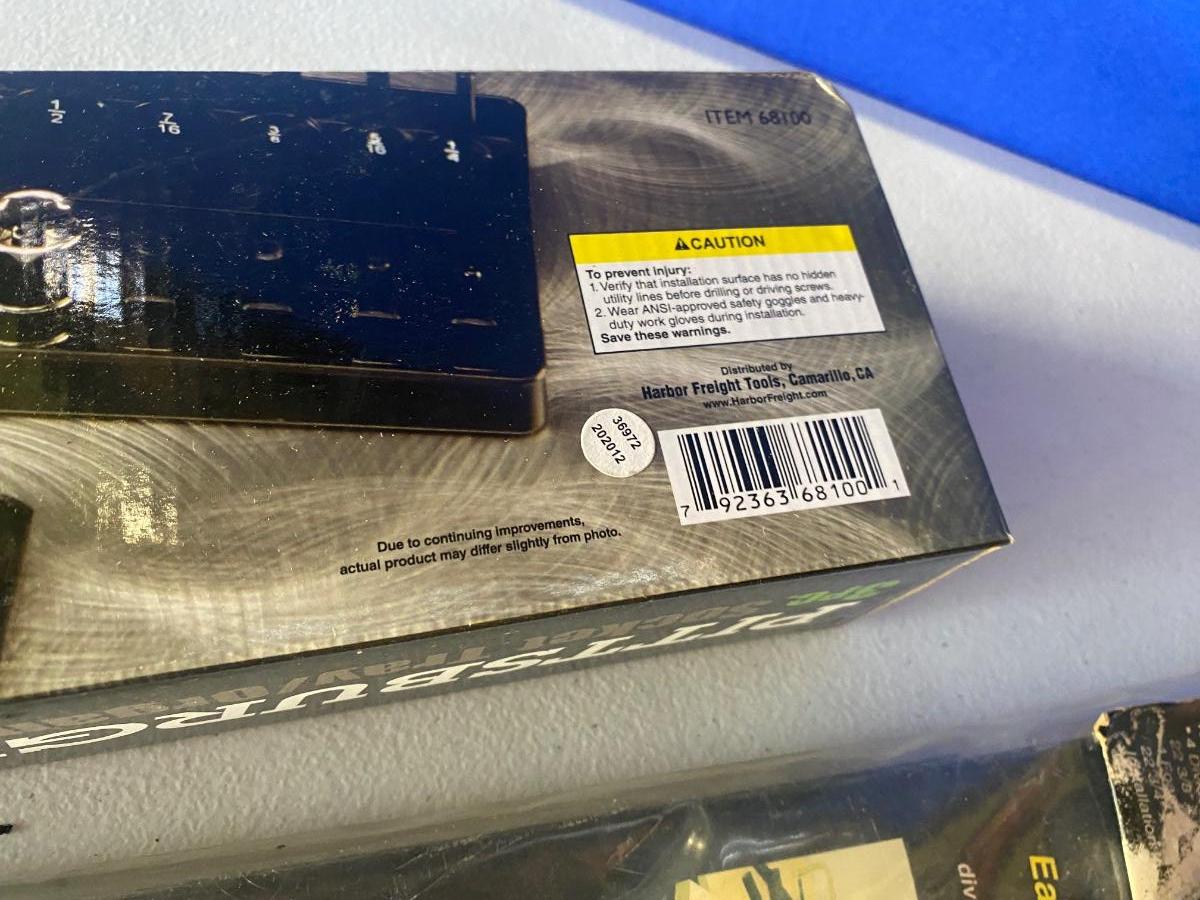 1/2
7/16
3/8
5/16
1/4
ITEM 68100
⚠CAUTION
To prevent injury:
1. Verify that installation surface has no hidden
utility lines before drilling or driving screws.
2. Wear ANSI-approved safety goggles and heavy-
duty work gloves during installation.
Save these warnings.
Distributed by
Harbor Freight Tools, Camarillo, CA
www.HarborFreight.com
36972
202012
7 92363 68100 1
Due to continuing improvements,
actual product may differ slightly from photo.
PITTSBURG
3PC
Socket Tray/
Ea
div